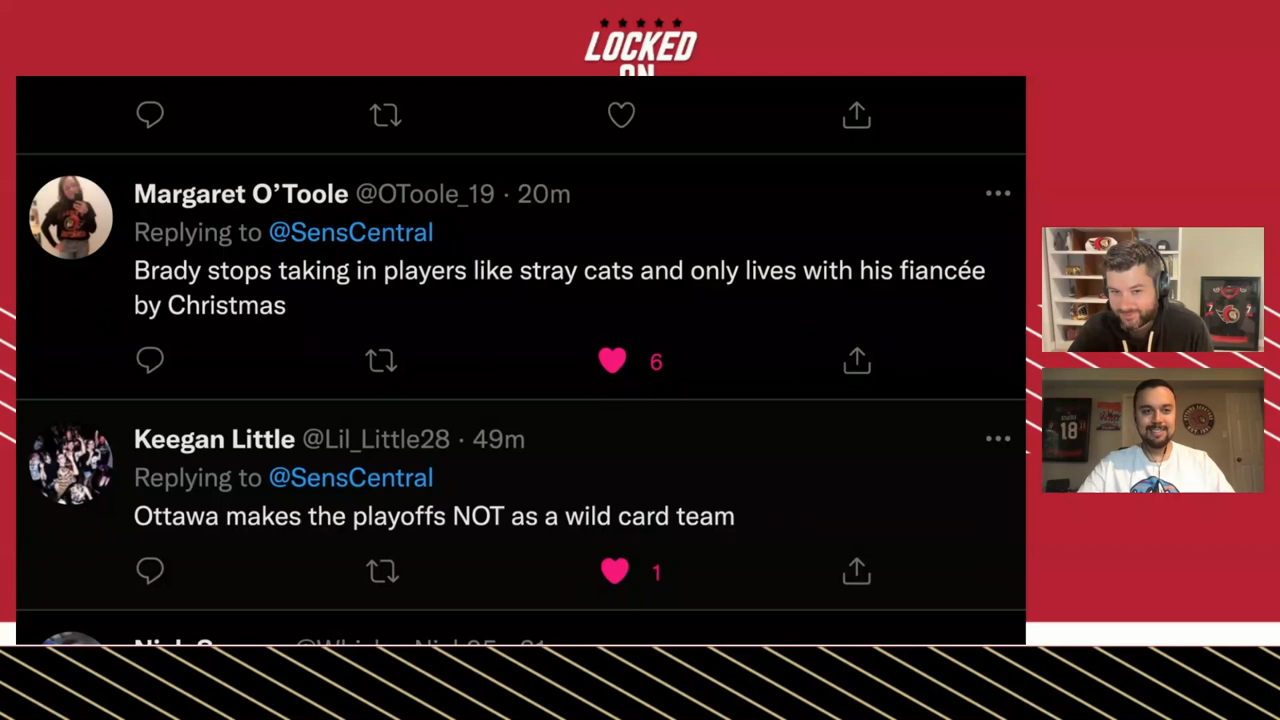 LOCKED
ON
Margaret O'Toole @OToole_19 · 20m
Replying to @SensCentral
Brady stops taking in players like stray cats and only lives with his fiancée
by Christmas
6
Keegan Little @Lil_Little28 · 49m
Replying to @SensCentral
Ottawa makes the playoffs NOT as a wild card team
1
18